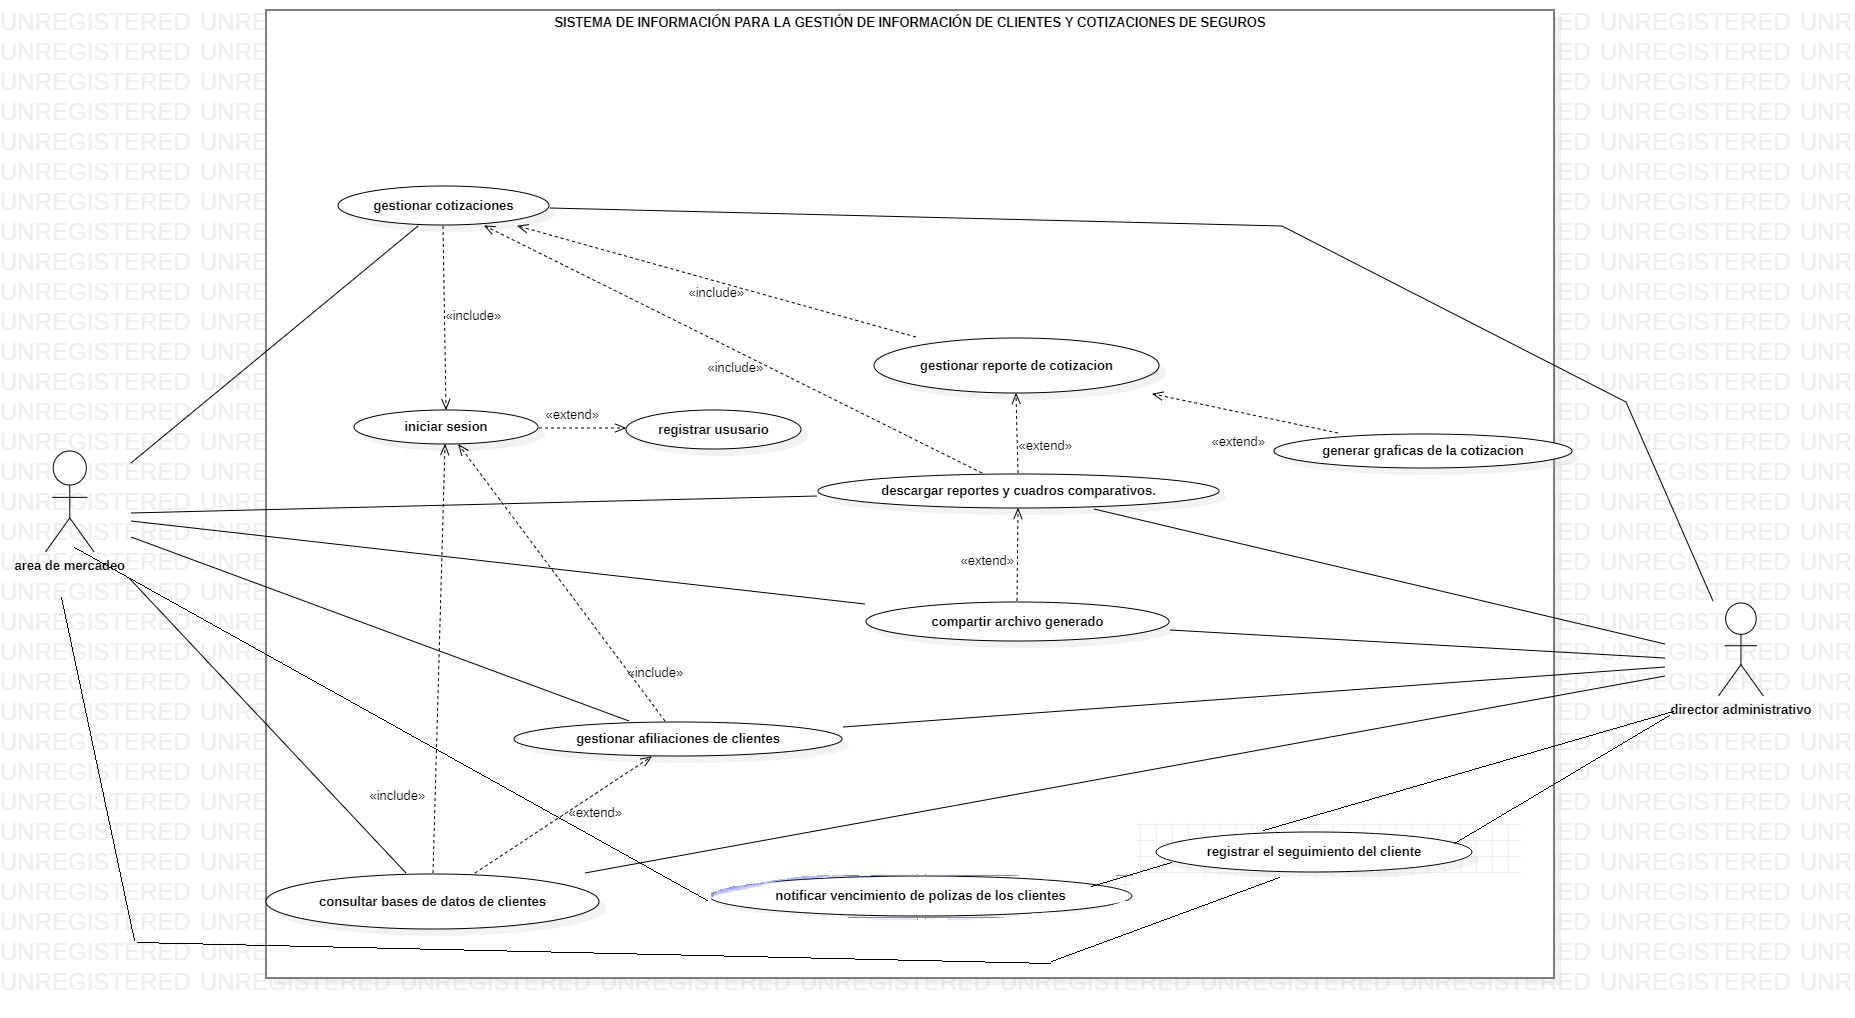 SISTEMA DE INFORMACIÓN PARA LA GESTIÓN DE INFORMACIÓN DE CLIENTES Y COTIZACIONES DE SEGUROS
gestionar cotizaciones
«include»
«include»
«include»
gestionar reporte de cotizacion
«extend»
iniciar sesion
registrar ususario
«extend»
«extend»
generar graficas de la cotizacion
descargar reportes y cuadros comparativos.
«extend»
area de mercadeo
compartir archivo generado
«include»
director administrativo
gestionar afiliaciones de clientes
«include»
«extend»
registrar el seguimiento del cliente
notificar vencimiento de polizas de los clientes
consultar bases de datos de clientes
UNREGISTERED